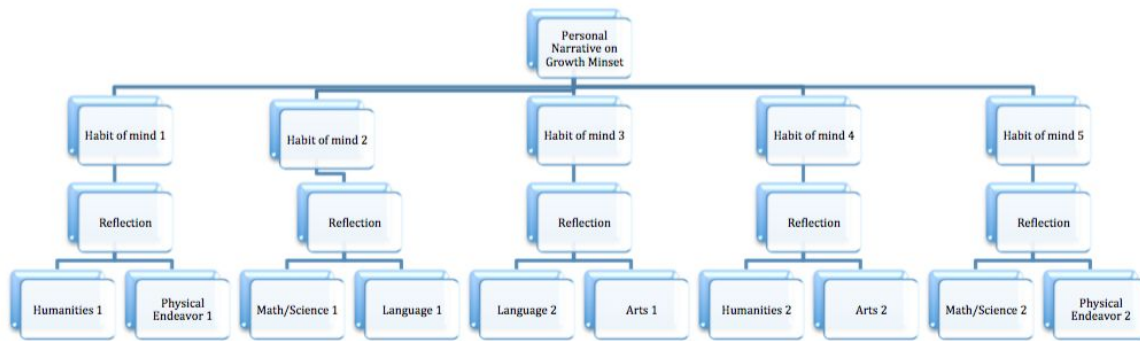 Personal
Narrative on
Growth Minset
Habit of mind 1
Habit of mind 2
Habit of mind 3
Habit of mind 4
Habit of mind 5
Reflection
Reflection
Reflection
Reflection
Reflection
Humanities 1
Physical
Endeavor 1
Math/Science 1
Language 1
Language 2
Arts 1
Humanities 2
Arts 2
Math/Science 2
Physical
Endeavor 2